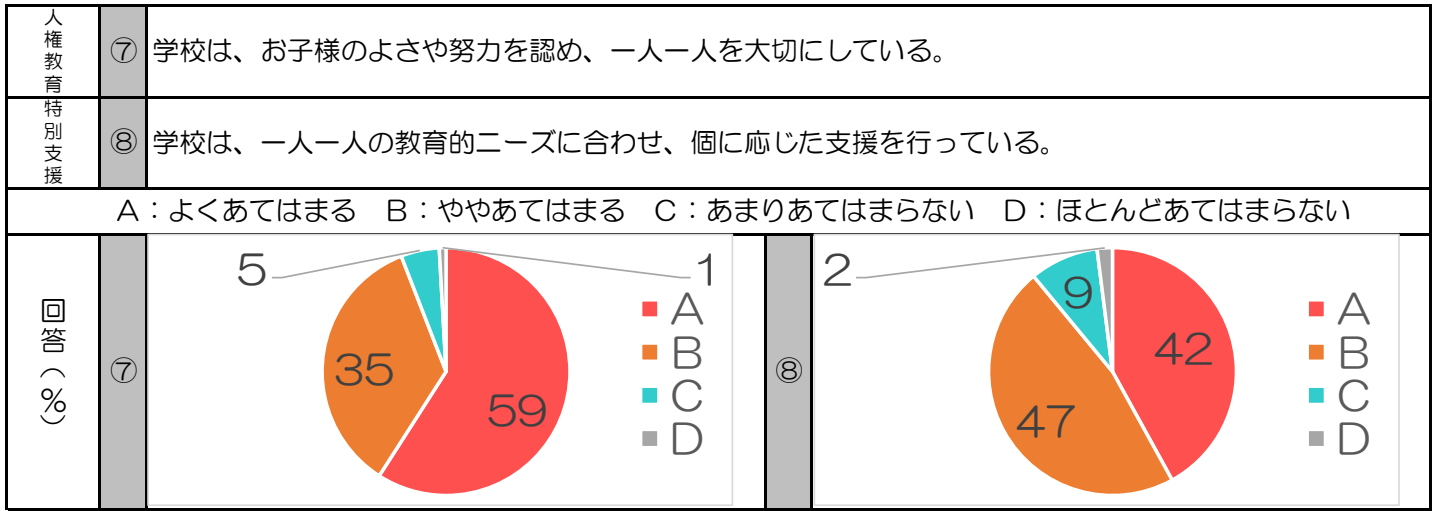 人権教育
⑦
学校は、お子様のよさや努力を認め、一人一人を大切にしている。
特別支援
⑧
学校は、一人一人の教育的ニーズに合わせ、個に応じた支援を行っている。
A：よくあてはまる　B：ややあてはまる　C：あまりあてはまらない　D：ほとんどあてはまらない
回答（％）
⑦
5
1
35
59
A
B
C
D
⑧
2
9
42
47
A
B
C
D